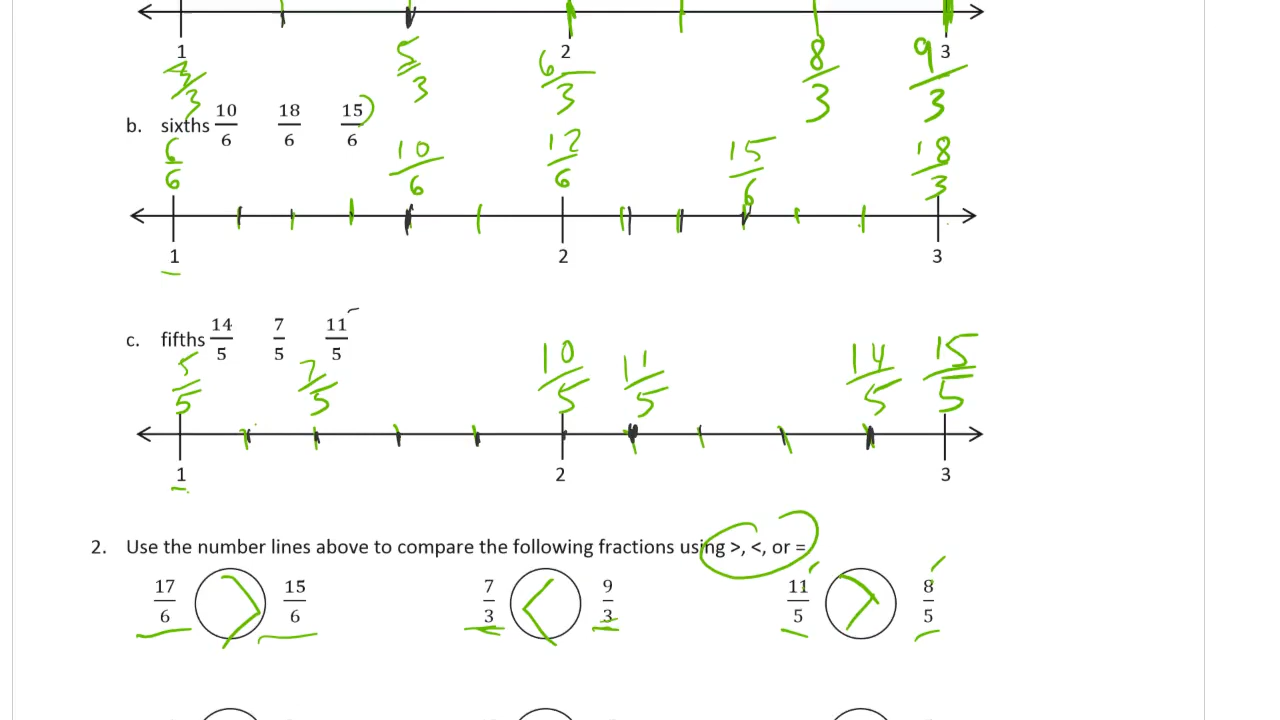 1 2 3
4/3 5/3 6/3 8/3 9/3
b. sixths 10/6 18/6 15/6
6/6 10/6 12/6 15/6 18/3
1 2 3
c. fifths 14/5 7/5 11/5
5/5 7/5 10/5 11/5 14/5 15/5
1 2 3
2. Use the number lines above to compare the following fractions using >, <, or =
17/6 > 15/6 7/3 < 9/3 11/5 > 8/5